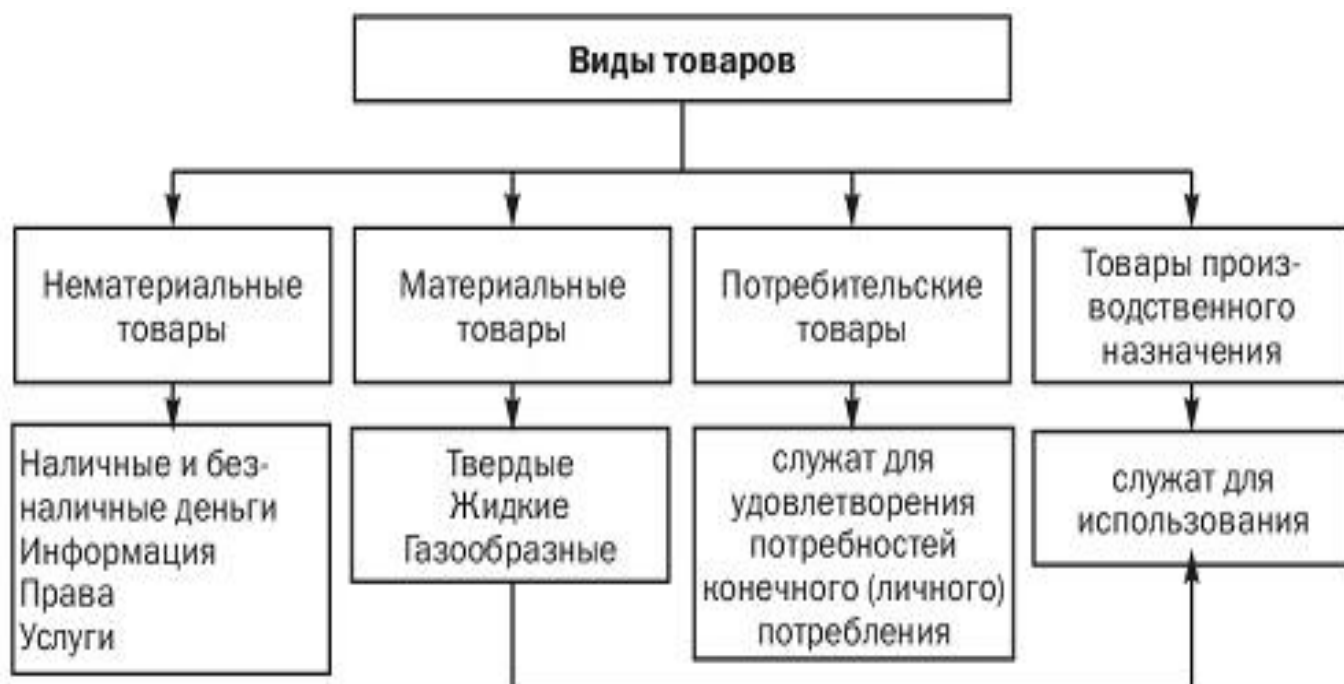 Виды товаров
Нематериальные
товары
Материальные
товары
Потребительские
товары
Товары произ-
водственного
назначения
Наличные и без-
наличные деньги
Информация
Права
Услуги
Твердые
Жидкие
Газообразные
служат для
удовлетворения
потребностей
конечного (личного)
потребления
служат для
использования